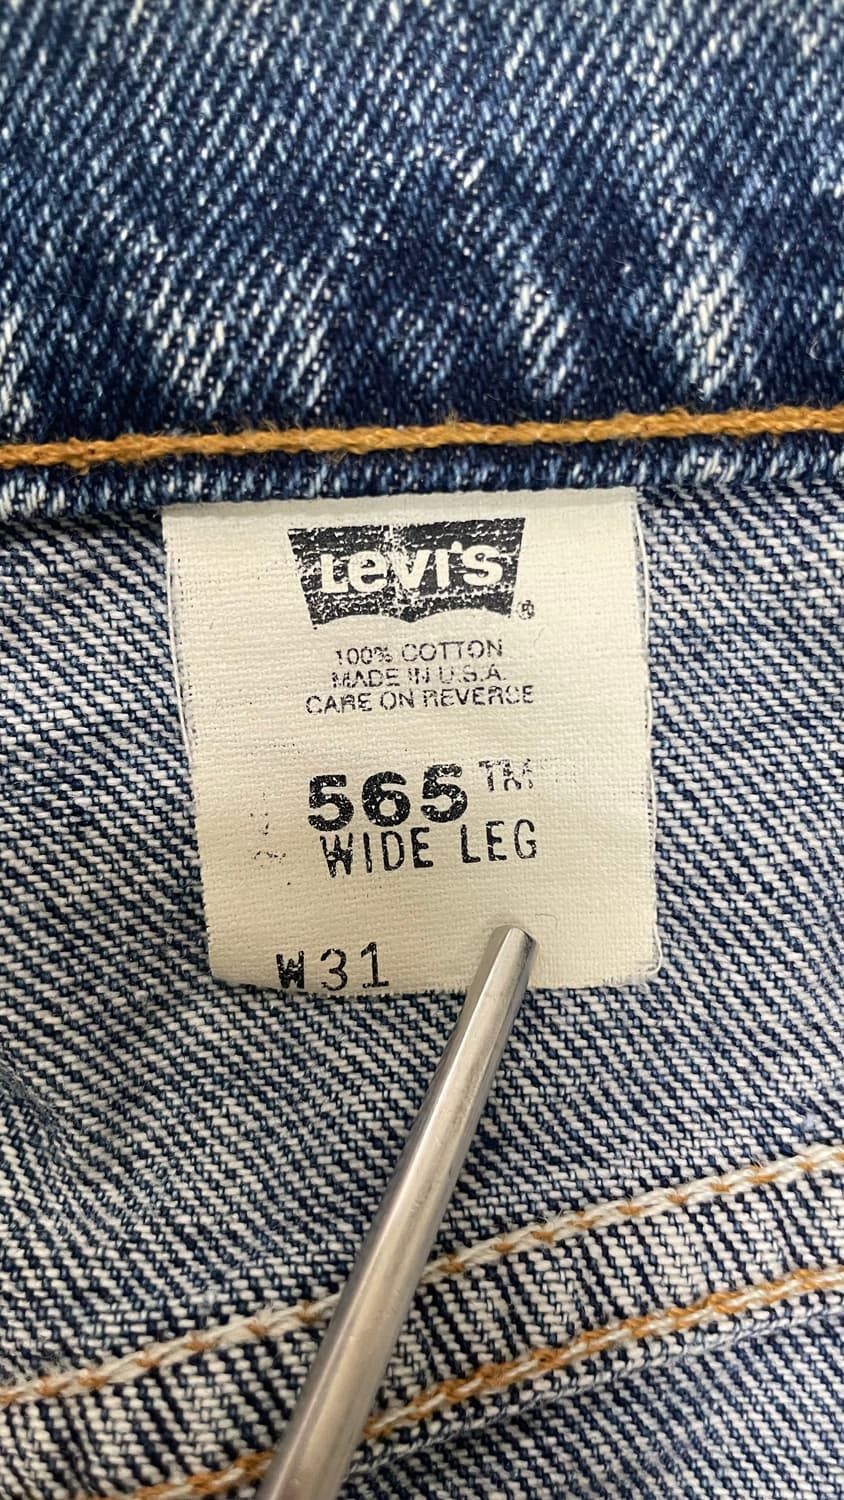 Levi's ®
100% COTTON
MADE IN U.S.A.
CARE ON REVERSE
565 TM
WIDE LEG
W31